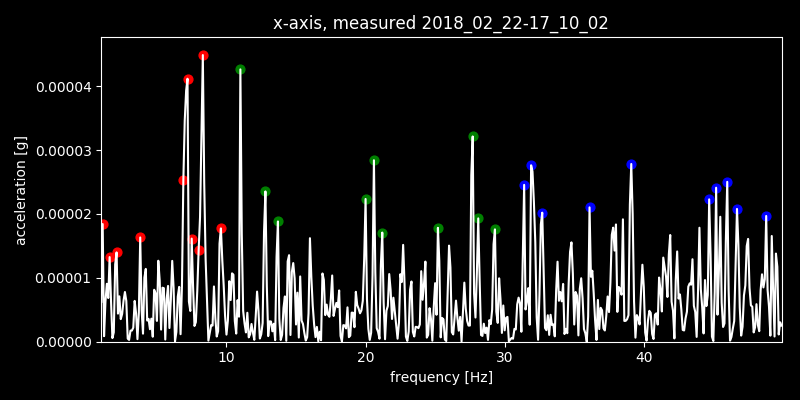 x-axis, measured 2018_02_22-17_10_02
acceleration [g]
0.00004
0.00003
0.00002
0.00001
0.00000
10 20 30 40
frequency [Hz]